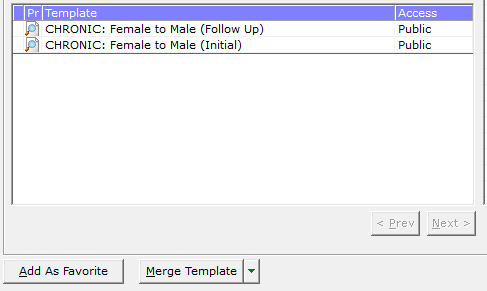 Pr Template Access
CHRONIC: Female to Male (Follow Up) Public
CHRONIC: Female to Male (Initial) Public
< Prev Next >
Add As Favorite Merge Template